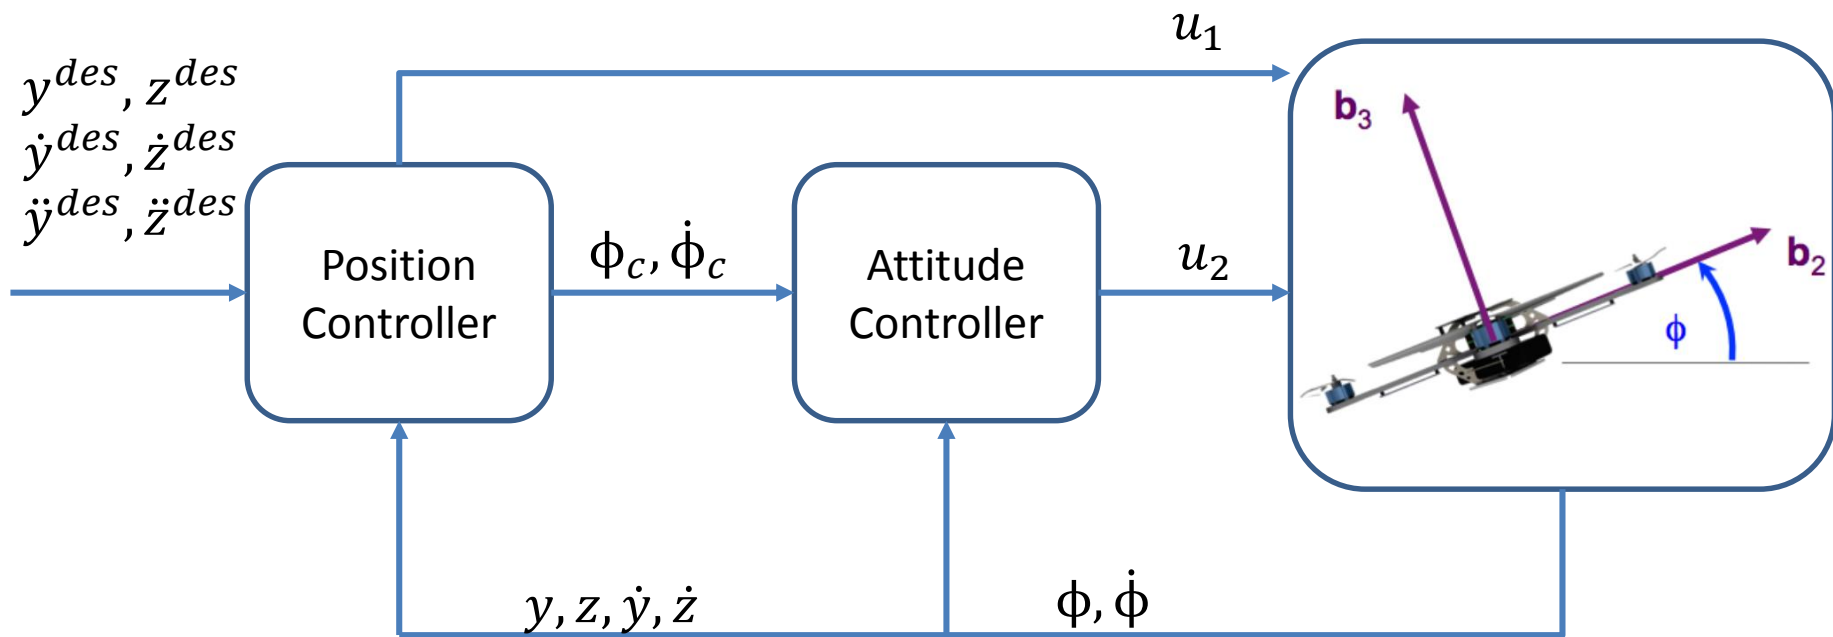 u₁
y^des, z^des
ẏ^des, ż^des
ÿ^des, z̈^des
Position
Controller
ϕ_c, ϕ̇_c
Attitude
Controller
u₂
b₃
b₂
ϕ
y, z, ẏ, ż
ϕ, ϕ̇